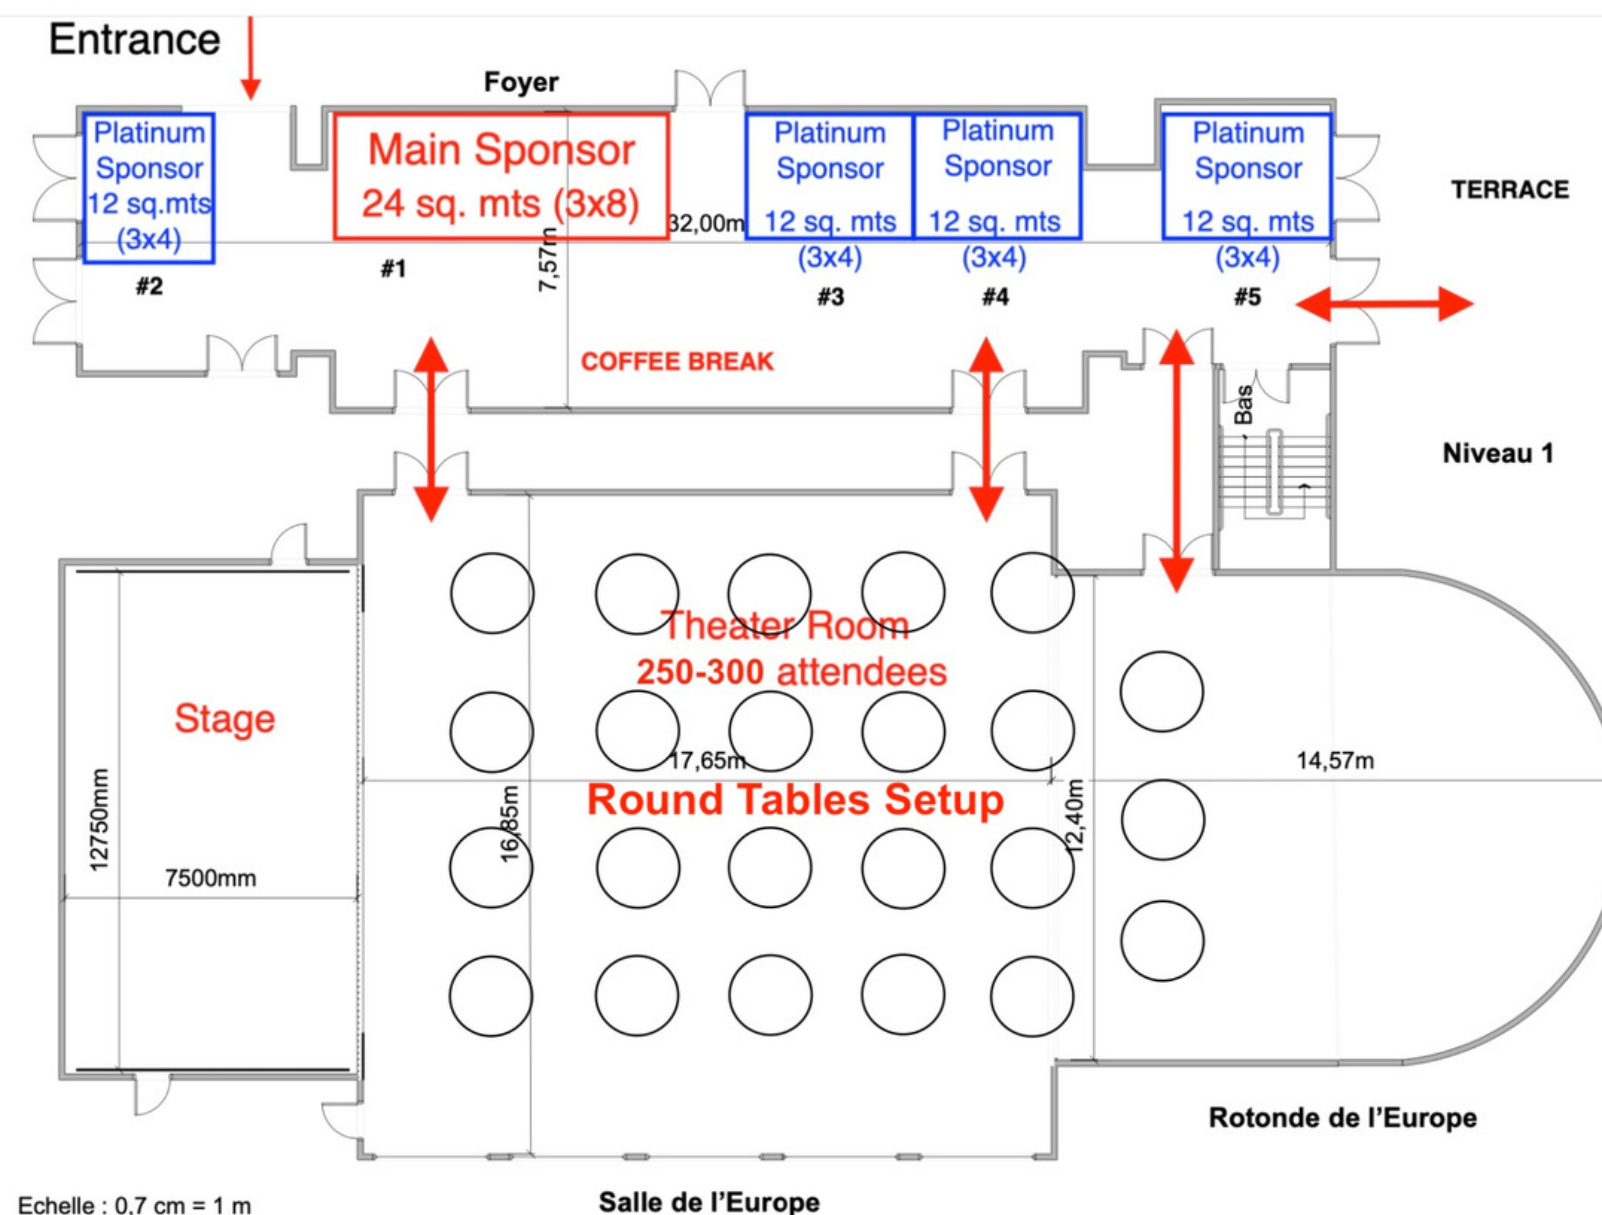 Entrance
Foyer
Platinum
Sponsor
12 sq.mts
(3x4)
#2
Main Sponsor
24 sq. mts (3x8)
#1
32,00m
7,57m
Platinum
Sponsor
12 sq. mts
(3x4)
#3
Platinum
Sponsor
12 sq. mts
(3x4)
#4
Platinum
Sponsor
12 sq. mts
(3x4)
#5
TERRACE
COFFEE BREAK
Bas
Niveau 1
Stage
12750mm
7500mm
Theater Room
250-300 attendees
17,65m
Round Tables Setup
16,85m
12,40m
14,57m
Rotonde de l'Europe
Salle de l'Europe
Echelle : 0,7 cm = 1 m